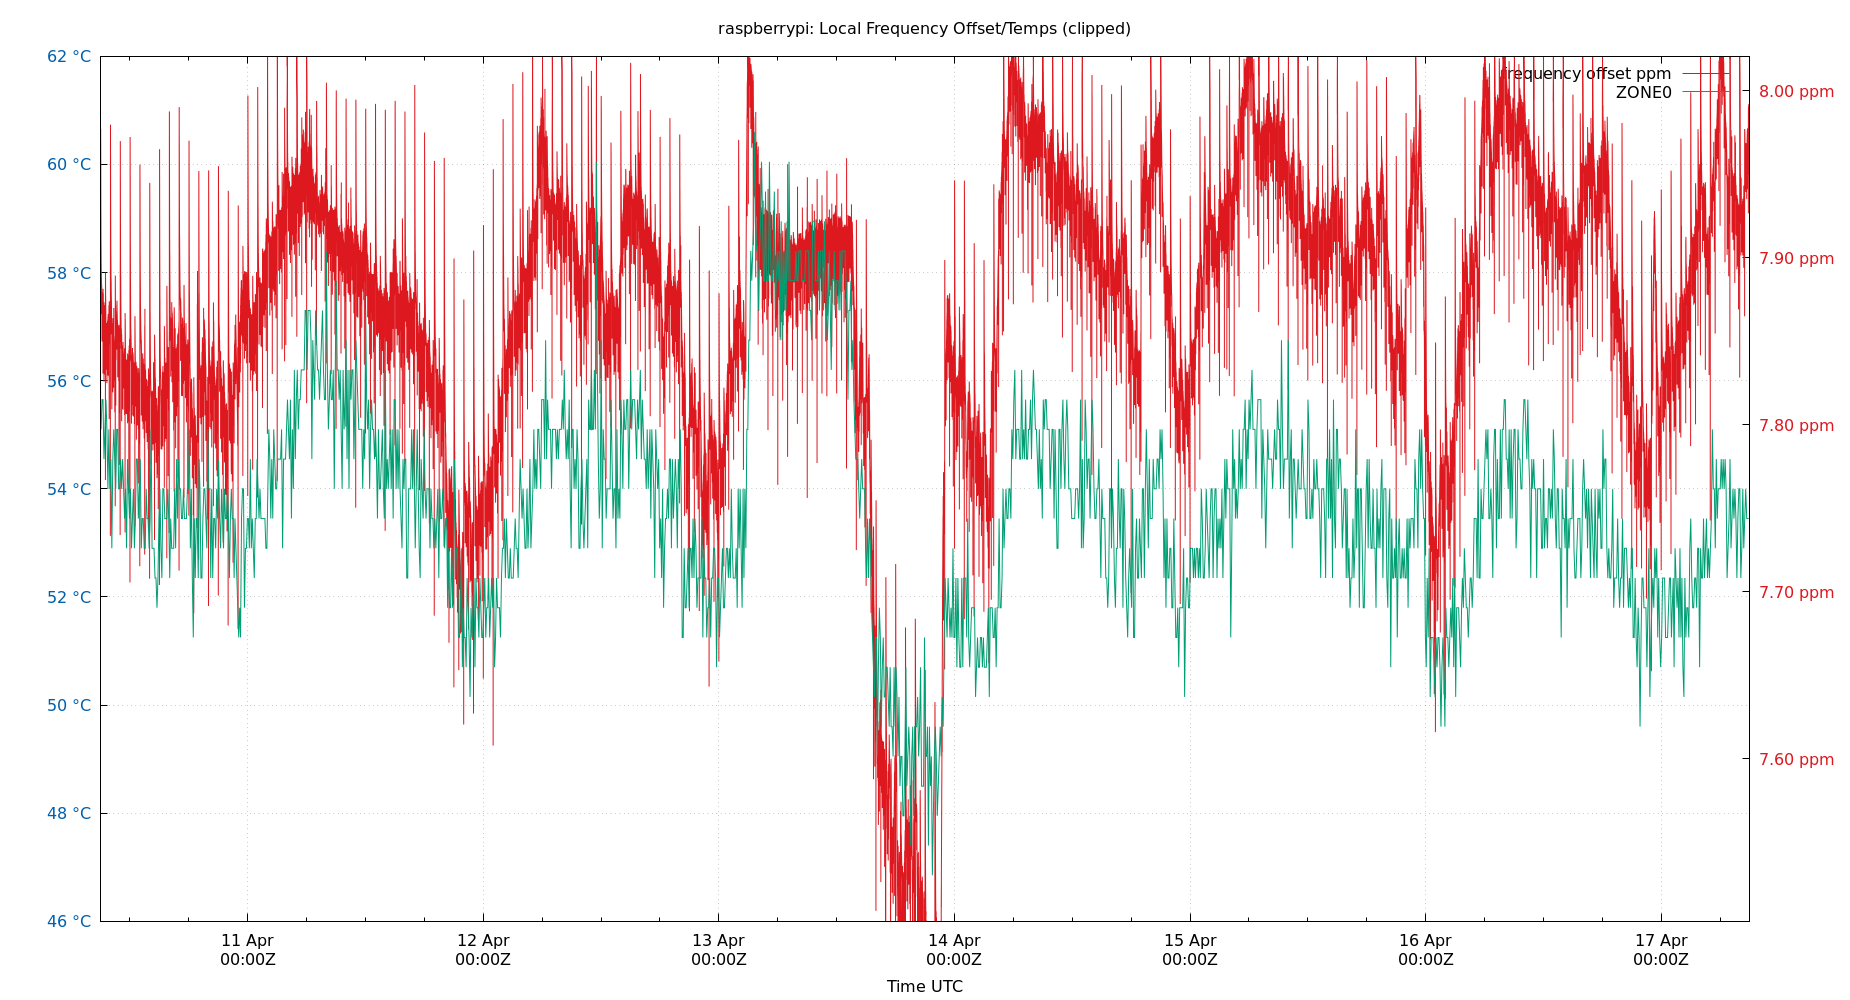 raspberrypi: Local Frequency Offset/Temps (clipped)
frequency offset ppm
ZONE0
62 °C
60 °C
58 °C
56 °C
54 °C
52 °C
50 °C
48 °C
46 °C
8.00 ppm
7.90 ppm
7.80 ppm
7.70 ppm
7.60 ppm
11 Apr
00:00Z
12 Apr
00:00Z
13 Apr
00:00Z
14 Apr
00:00Z
15 Apr
00:00Z
16 Apr
00:00Z
17 Apr
00:00Z
Time UTC